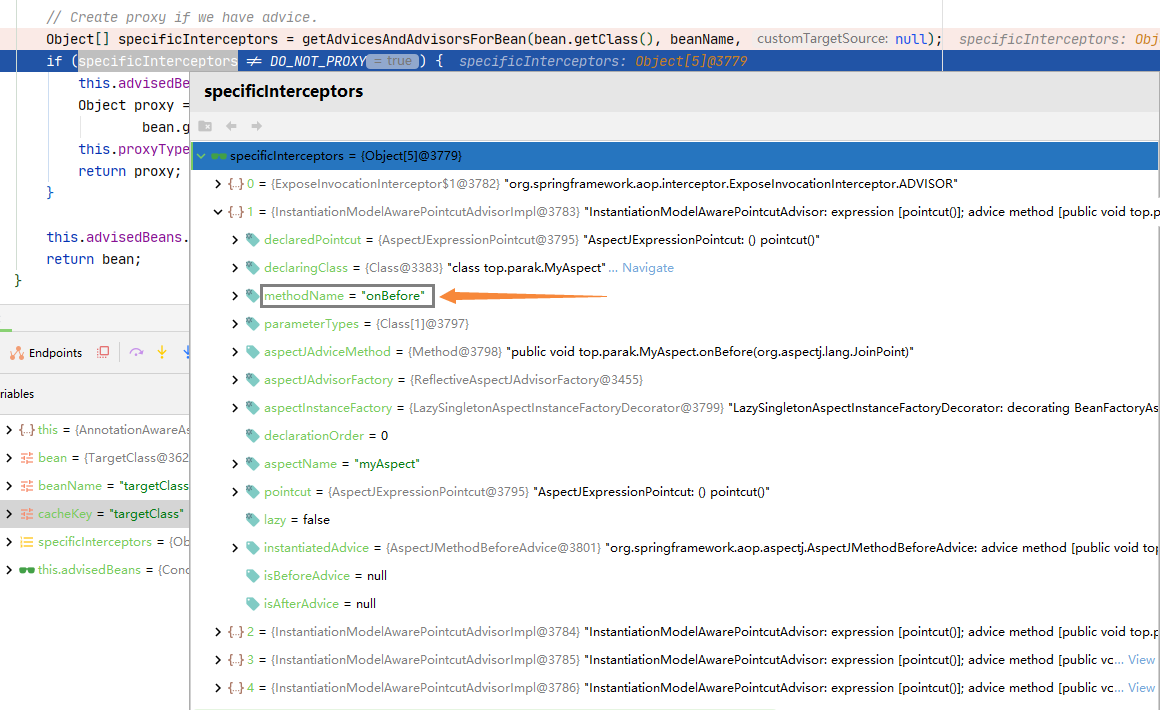 // Create proxy if we have advice.
Object[] specificInterceptors = getAdvicesAndAdvisorsForBean(bean.getClass(), beanName, customTargetSource: null); specificInterceptors: Obj
if (specificInterceptors != DO_NOT_PROXY = true ) { specificInterceptors: Object[5]@3779
this.advisedBe
Object proxy =
bean.g
this.proxyType
return proxy;
}
this.advisedBeans.
return bean;
}
specificInterceptors
specificInterceptors = {Object[5]@3779}
0 = {ExposeInvocationInterceptor$1@3782} "org.springframework.aop.interceptor.ExposeInvocationInterceptor.ADVISOR"
1 = {InstantiationModelAwarePointcutAdvisorImpl@3783} "InstantiationModelAwarePointcutAdvisor: expression [pointcut()]; advice method [public void top.p
declaredPointcut = {AspectJExpressionPointcut@3795} "AspectJExpressionPointcut: () pointcut()"
declaringClass = {Class@3383} "class top.parak.MyAspect" ... Navigate
methodName = "onBefore"
parameterTypes = {Class[1]@3797}
aspectJAdviceMethod = {Method@3798} "public void top.parak.MyAspect.onBefore(org.aspectj.lang.JoinPoint)"
aspectJAdvisorFactory = {ReflectiveAspectJAdvisorFactory@3455}
aspectInstanceFactory = {LazySingletonAspectInstanceFactoryDecorator@3799} "LazySingletonAspectInstanceFactoryDecorator: decorating BeanFactoryAs
declarationOrder = 0
aspectName = "myAspect"
pointcut = {AspectJExpressionPointcut@3795} "AspectJExpressionPointcut: () pointcut()"
lazy = false
instantiatedAdvice = {AspectJMethodBeforeAdvice@3801} "org.springframework.aop.aspectj.AspectJMethodBeforeAdvice: advice method [public void top
isBeforeAdvice = null
isAfterAdvice = null
2 = {InstantiationModelAwarePointcutAdvisorImpl@3784} "InstantiationModelAwarePointcutAdvisor: expression [pointcut()]; advice method [public void top.p
3 = {InstantiationModelAwarePointcutAdvisorImpl@3785} "InstantiationModelAwarePointcutAdvisor: expression [pointcut()]; advice method [public vc... View
4 = {InstantiationModelAwarePointcutAdvisorImpl@3786} "InstantiationModelAwarePointcutAdvisor: expression [pointcut()]; advice method [public vc... View
Endpoints
riables
this = {AnnotationAwareAs
bean = {TargetClass@362
beanName = "targetClass
cacheKey = "targetClass"
specificInterceptors = {Ob
this.advisedBeans = {Conc